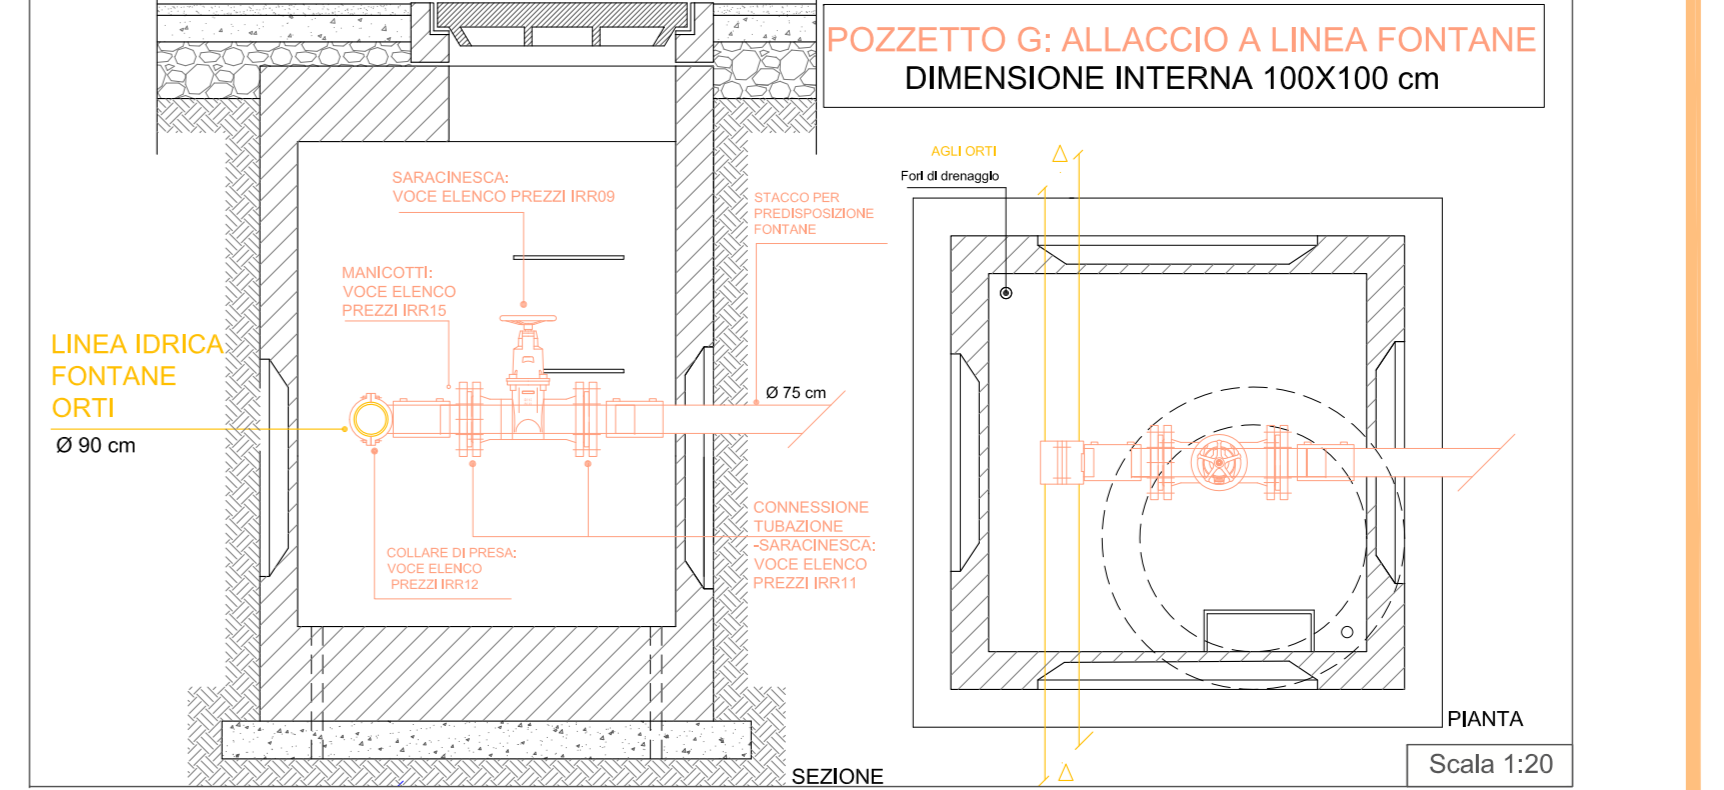 POZZETTO G: ALLACCIO A LINEA FONTANE
DIMENSIONE INTERNA 100X100 cm
SARACINESCA:
VOCE ELENCO PREZZI IRR09
STACCO PER
PREDISPOSIZIONE
FONTANE
MANICOTTI:
VOCE ELENCO
PREZZI IRR15
LINEA IDRICA
FONTANE
ORTI
Ø 90 cm
Ø 75 cm
COLLARE DI PRESA:
VOCE ELENCO
PREZZI IRR12
CONNESSIONE
TUBAZIONE
-SARACINESCA:
VOCE ELENCO
PREZZI IRR11
SEZIONE
AGLI ORTI
Fori di drenaggio
PIANTA
Scala 1:20